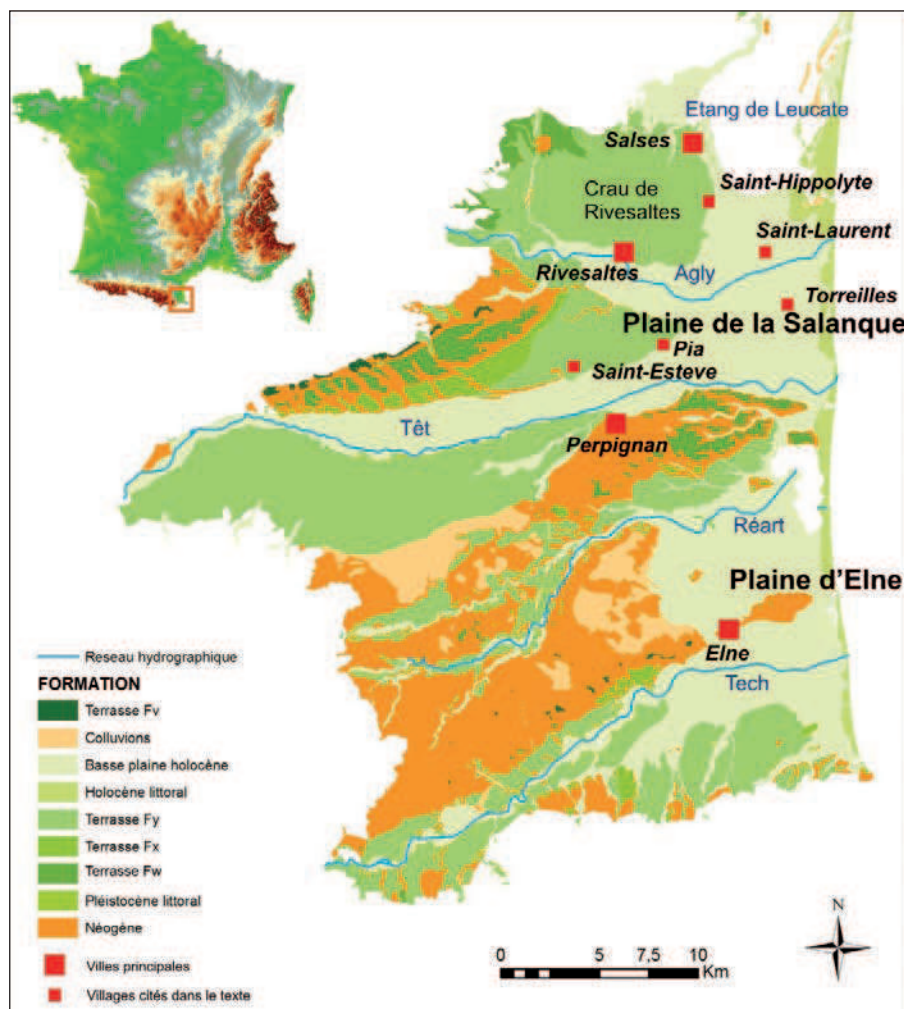 Etang de Leucate
Salses
Saint-Hippolyte
Crau de
Rivesaltes
Saint-Laurent
Rivesaltes
Agly
Torreilles
Plaine de la Salanque
Pia
Saint-Esteve
Têt
Perpignan
Réart
Plaine d'Elne
Elne
Tech
Reseau hydrographique
FORMATION
Terrasse Fv
Colluvions
Basse plaine holocène
Holocène littoral
Terrasse Fy
Terrasse Fx
Terrasse Fw
Pléistocène littoral
Néogène
Villes principales
Villages cités dans le texte
0 5 7,5 10
Km
N